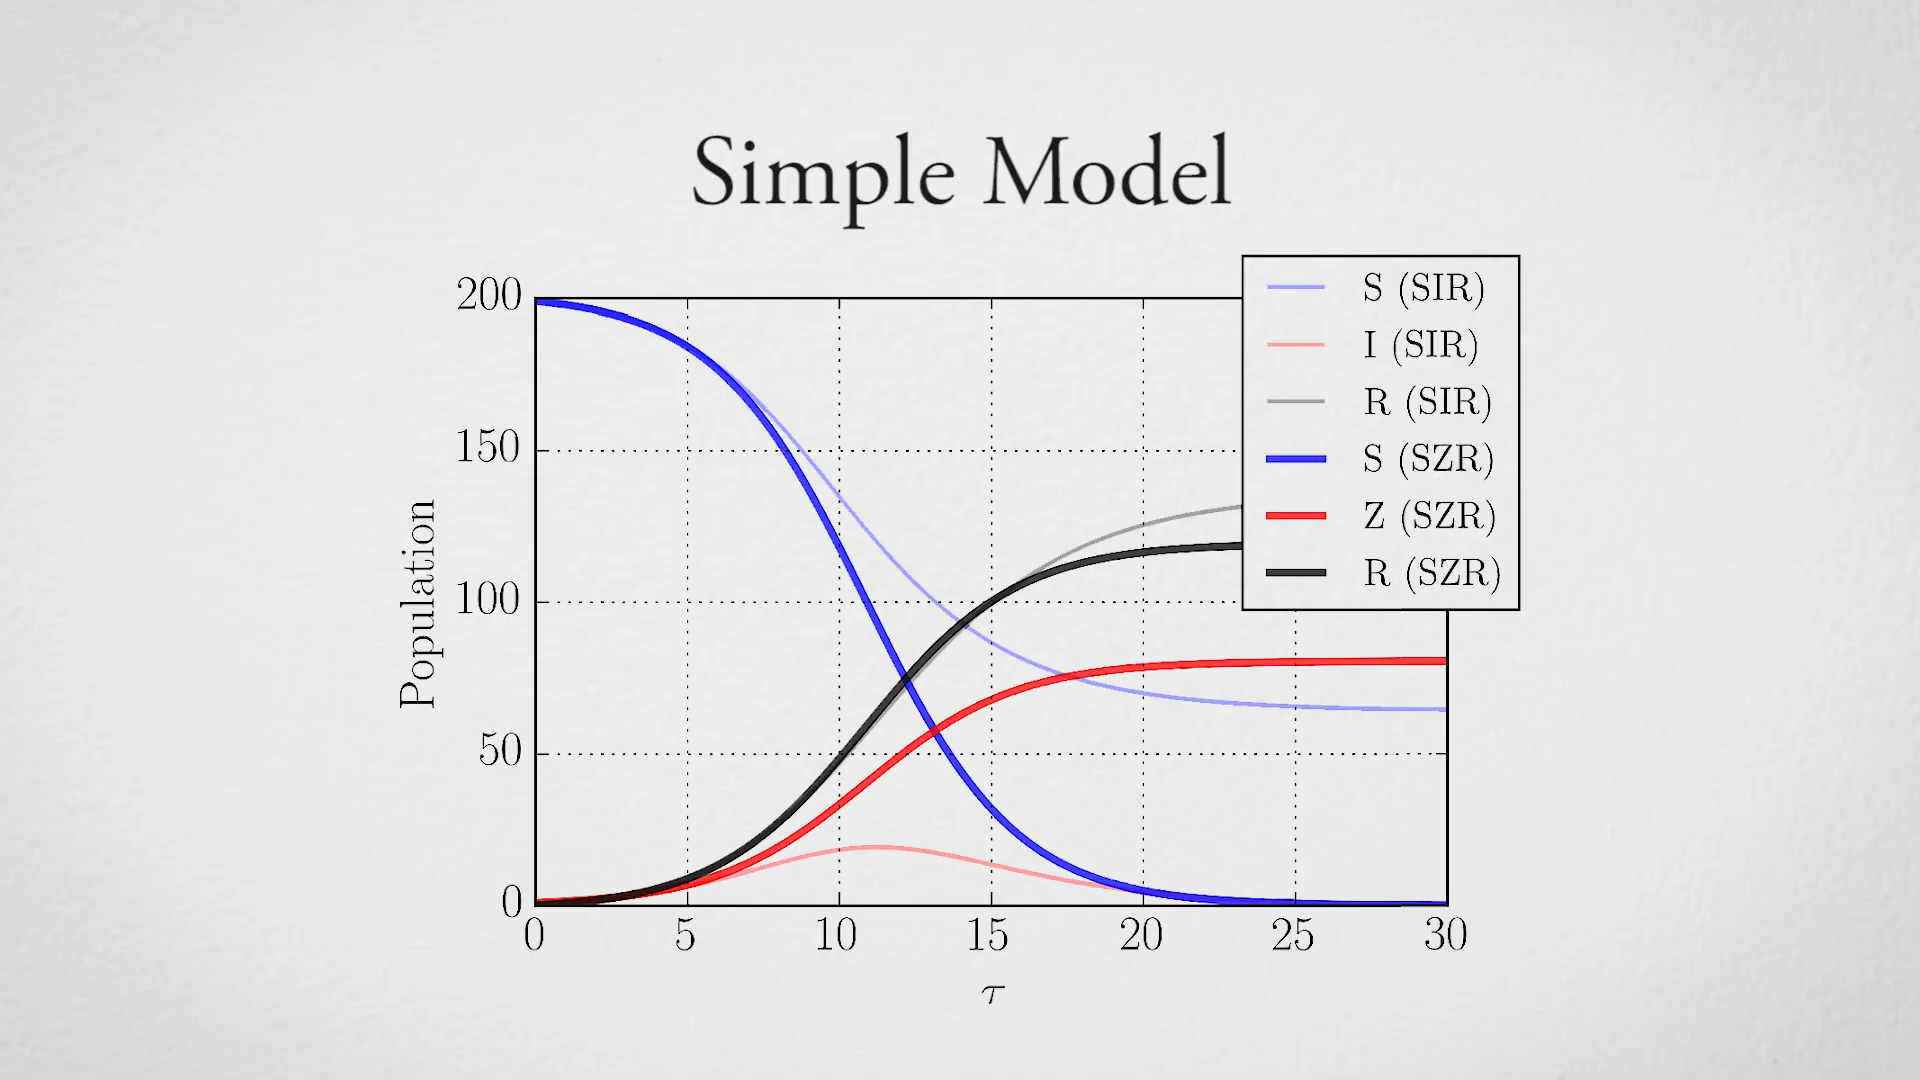 Simple Model
S (SIR)
I (SIR)
R (SIR)
S (SZR)
Z (SZR)
R (SZR)
Population
200
150
100
50
0
0 5 10 15 20 25 30
τ